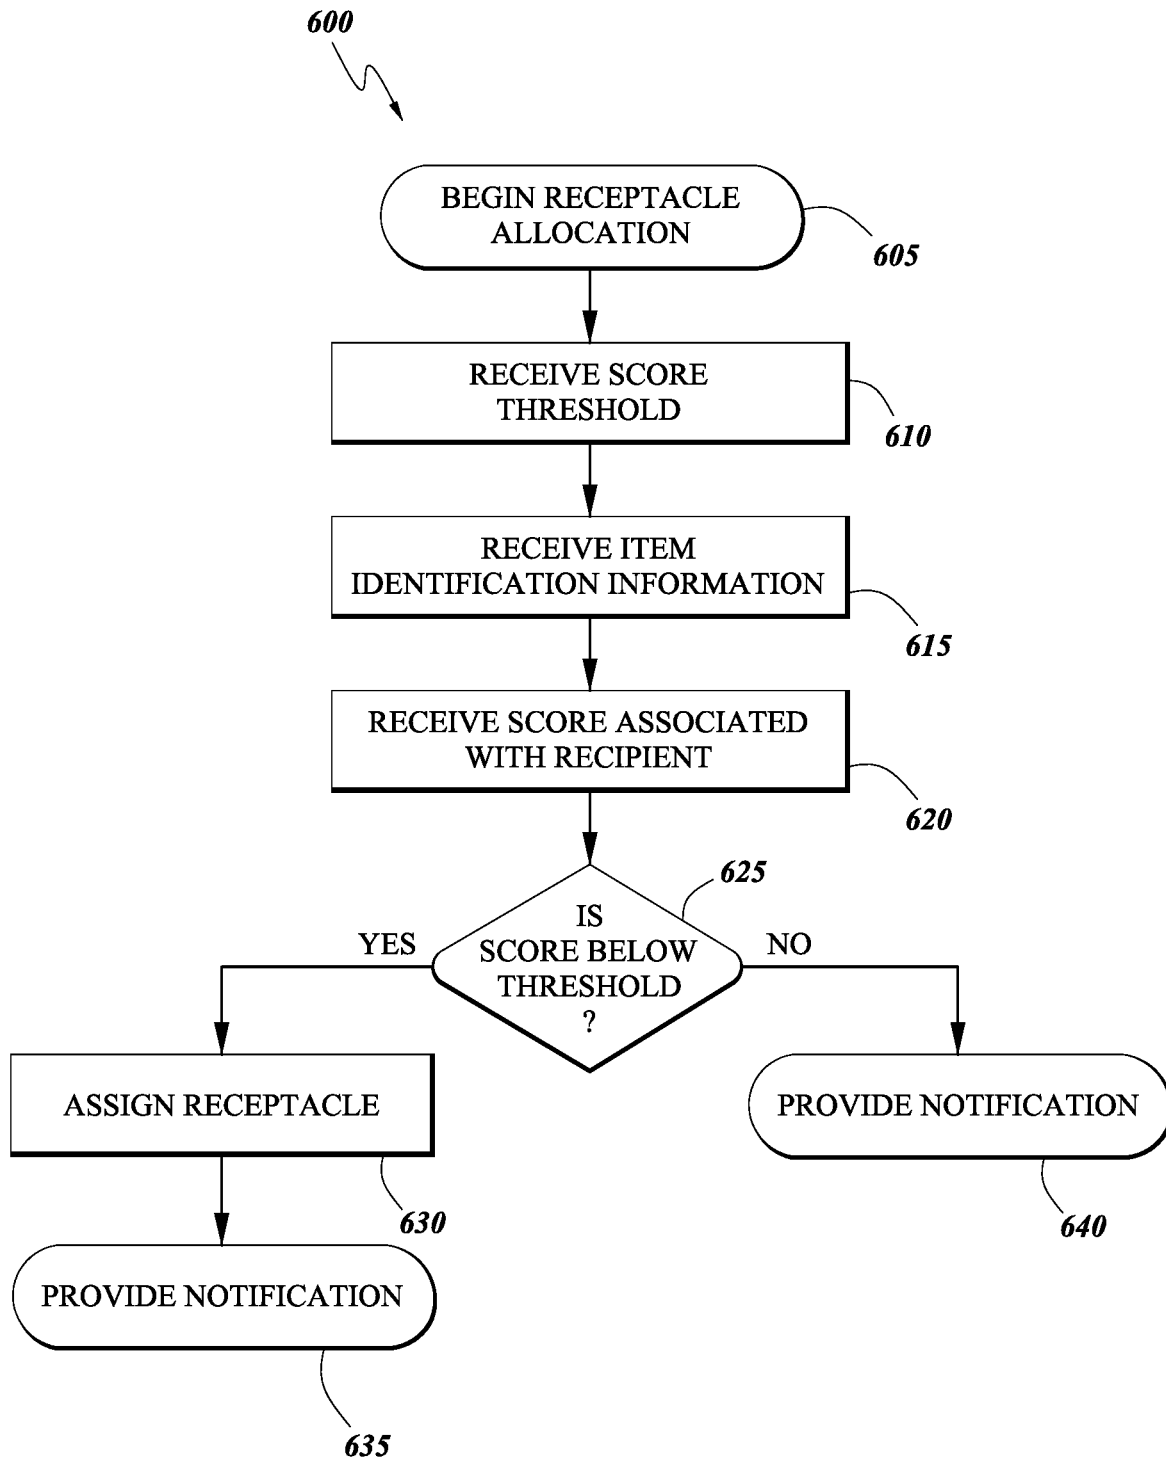 600
BEGIN RECEPTACLE
ALLOCATION
605
RECEIVE SCORE
THRESHOLD
610
RECEIVE ITEM
IDENTIFICATION INFORMATION
615
RECEIVE SCORE ASSOCIATED
WITH RECIPIENT
620
625
IS
SCORE BELOW
THRESHOLD
?
YES
NO
ASSIGN RECEPTACLE
630
PROVIDE NOTIFICATION
635
PROVIDE NOTIFICATION
640